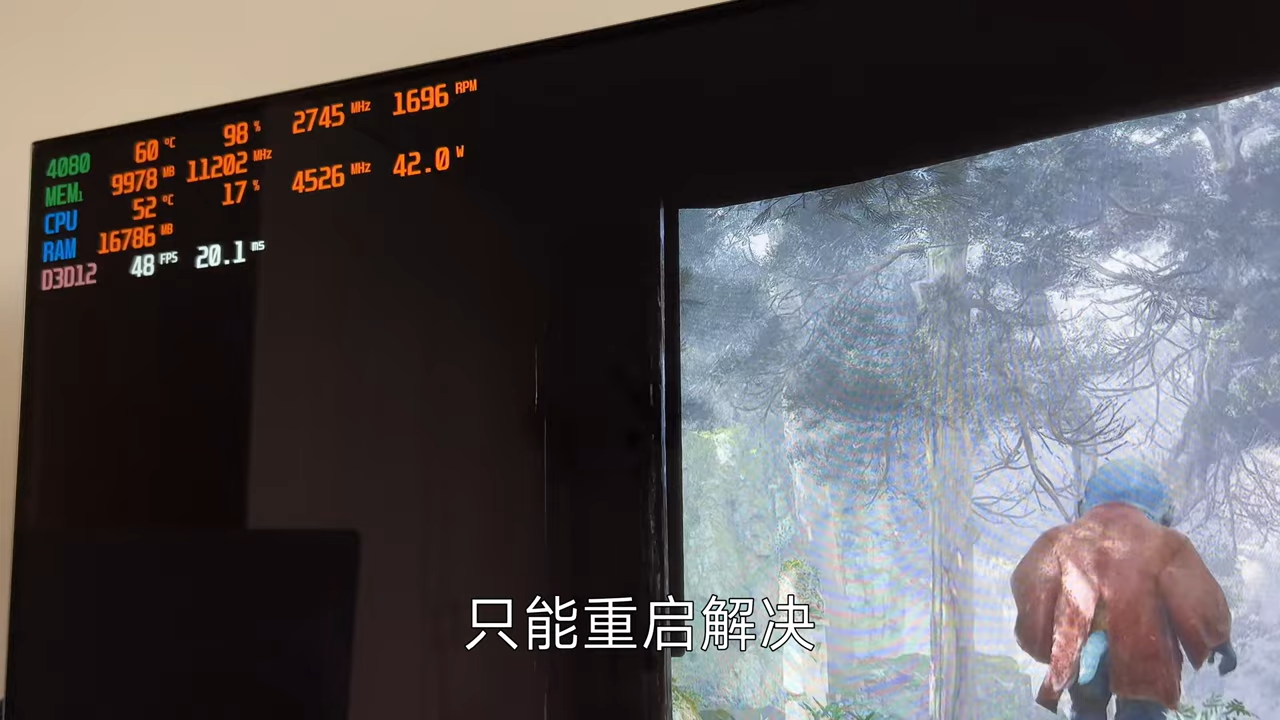 4080 60 °C 98 % 2745 MHz 1696 RPM
MEM1 9978 MB 11202 MHz
CPU 52 °C 17 % 4526 MHz 42.0 W
RAM 16786 MB
D3D12 48 FPS 20.1 ms
只能重启解决